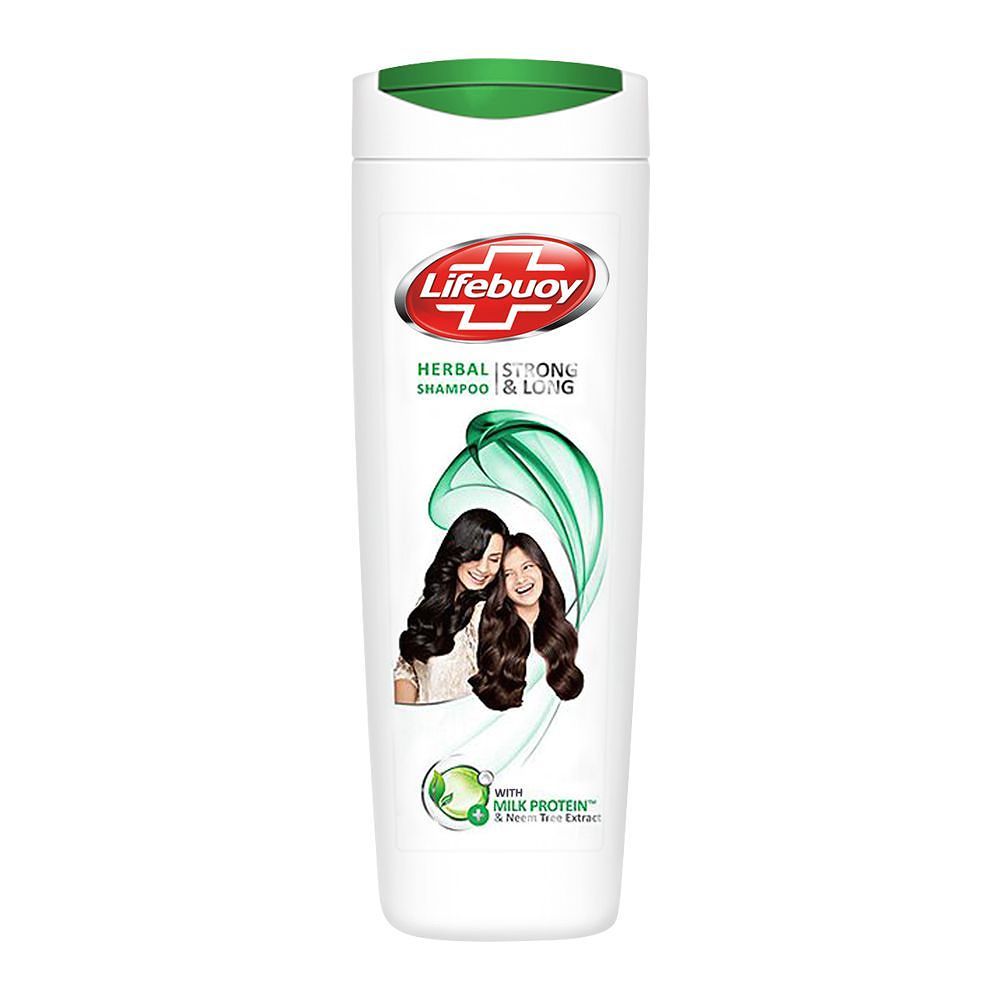 Lifebuoy
HERBAL
SHAMPOO
STRONG
& LONG
WITH
MILK PROTEIN™
& Neem Tree Extract